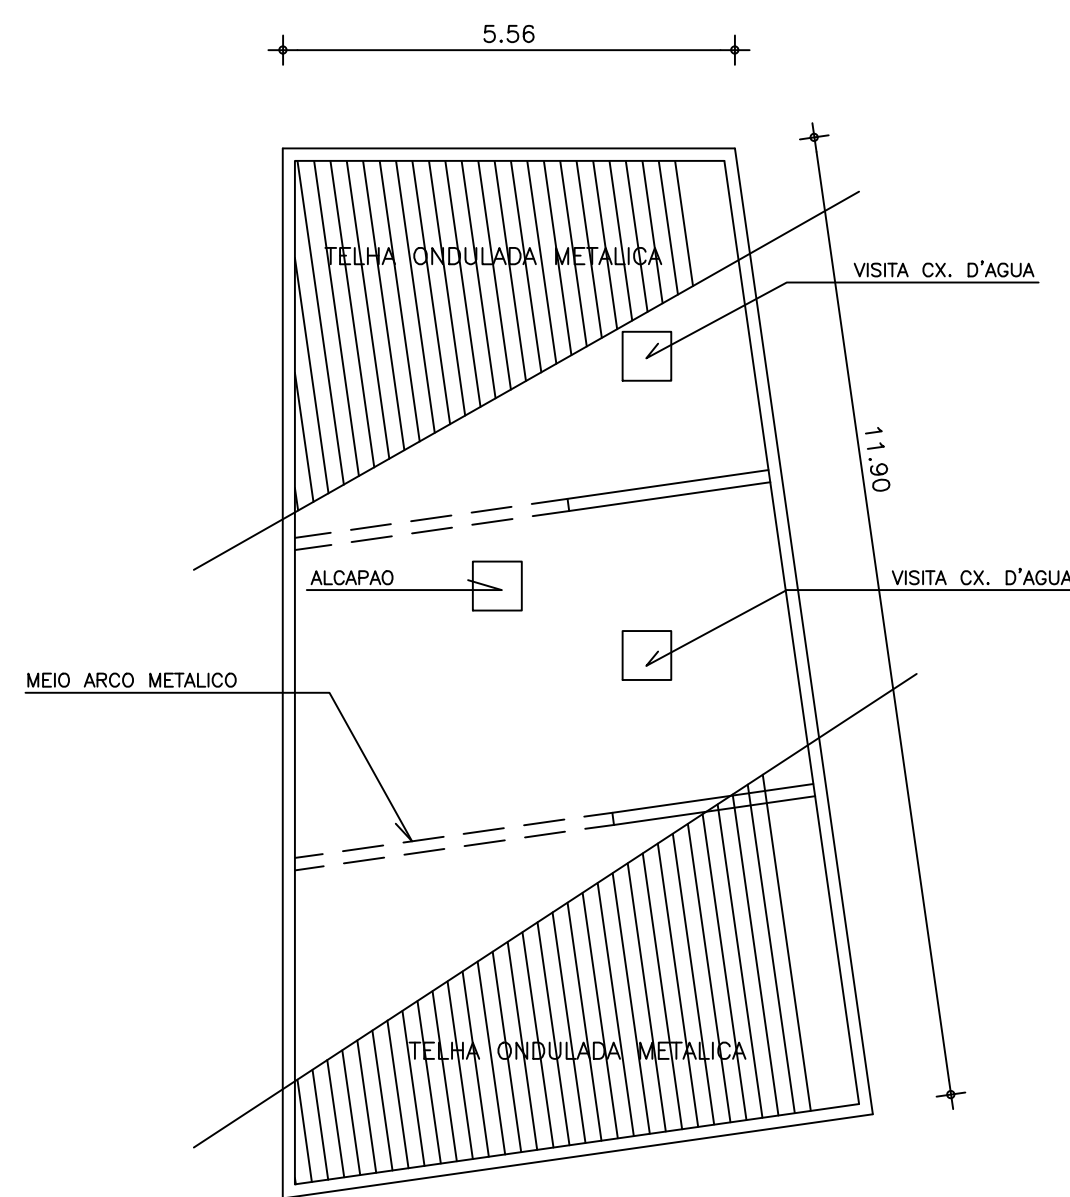 5.56
TELHA ONDULADA METALICA
VISITA CX. D'AGUA
11.90
ALCAPAO
VISITA CX. D'AGUA
MEIO ARCO METALICO
TELHA ONDULADA METALICA